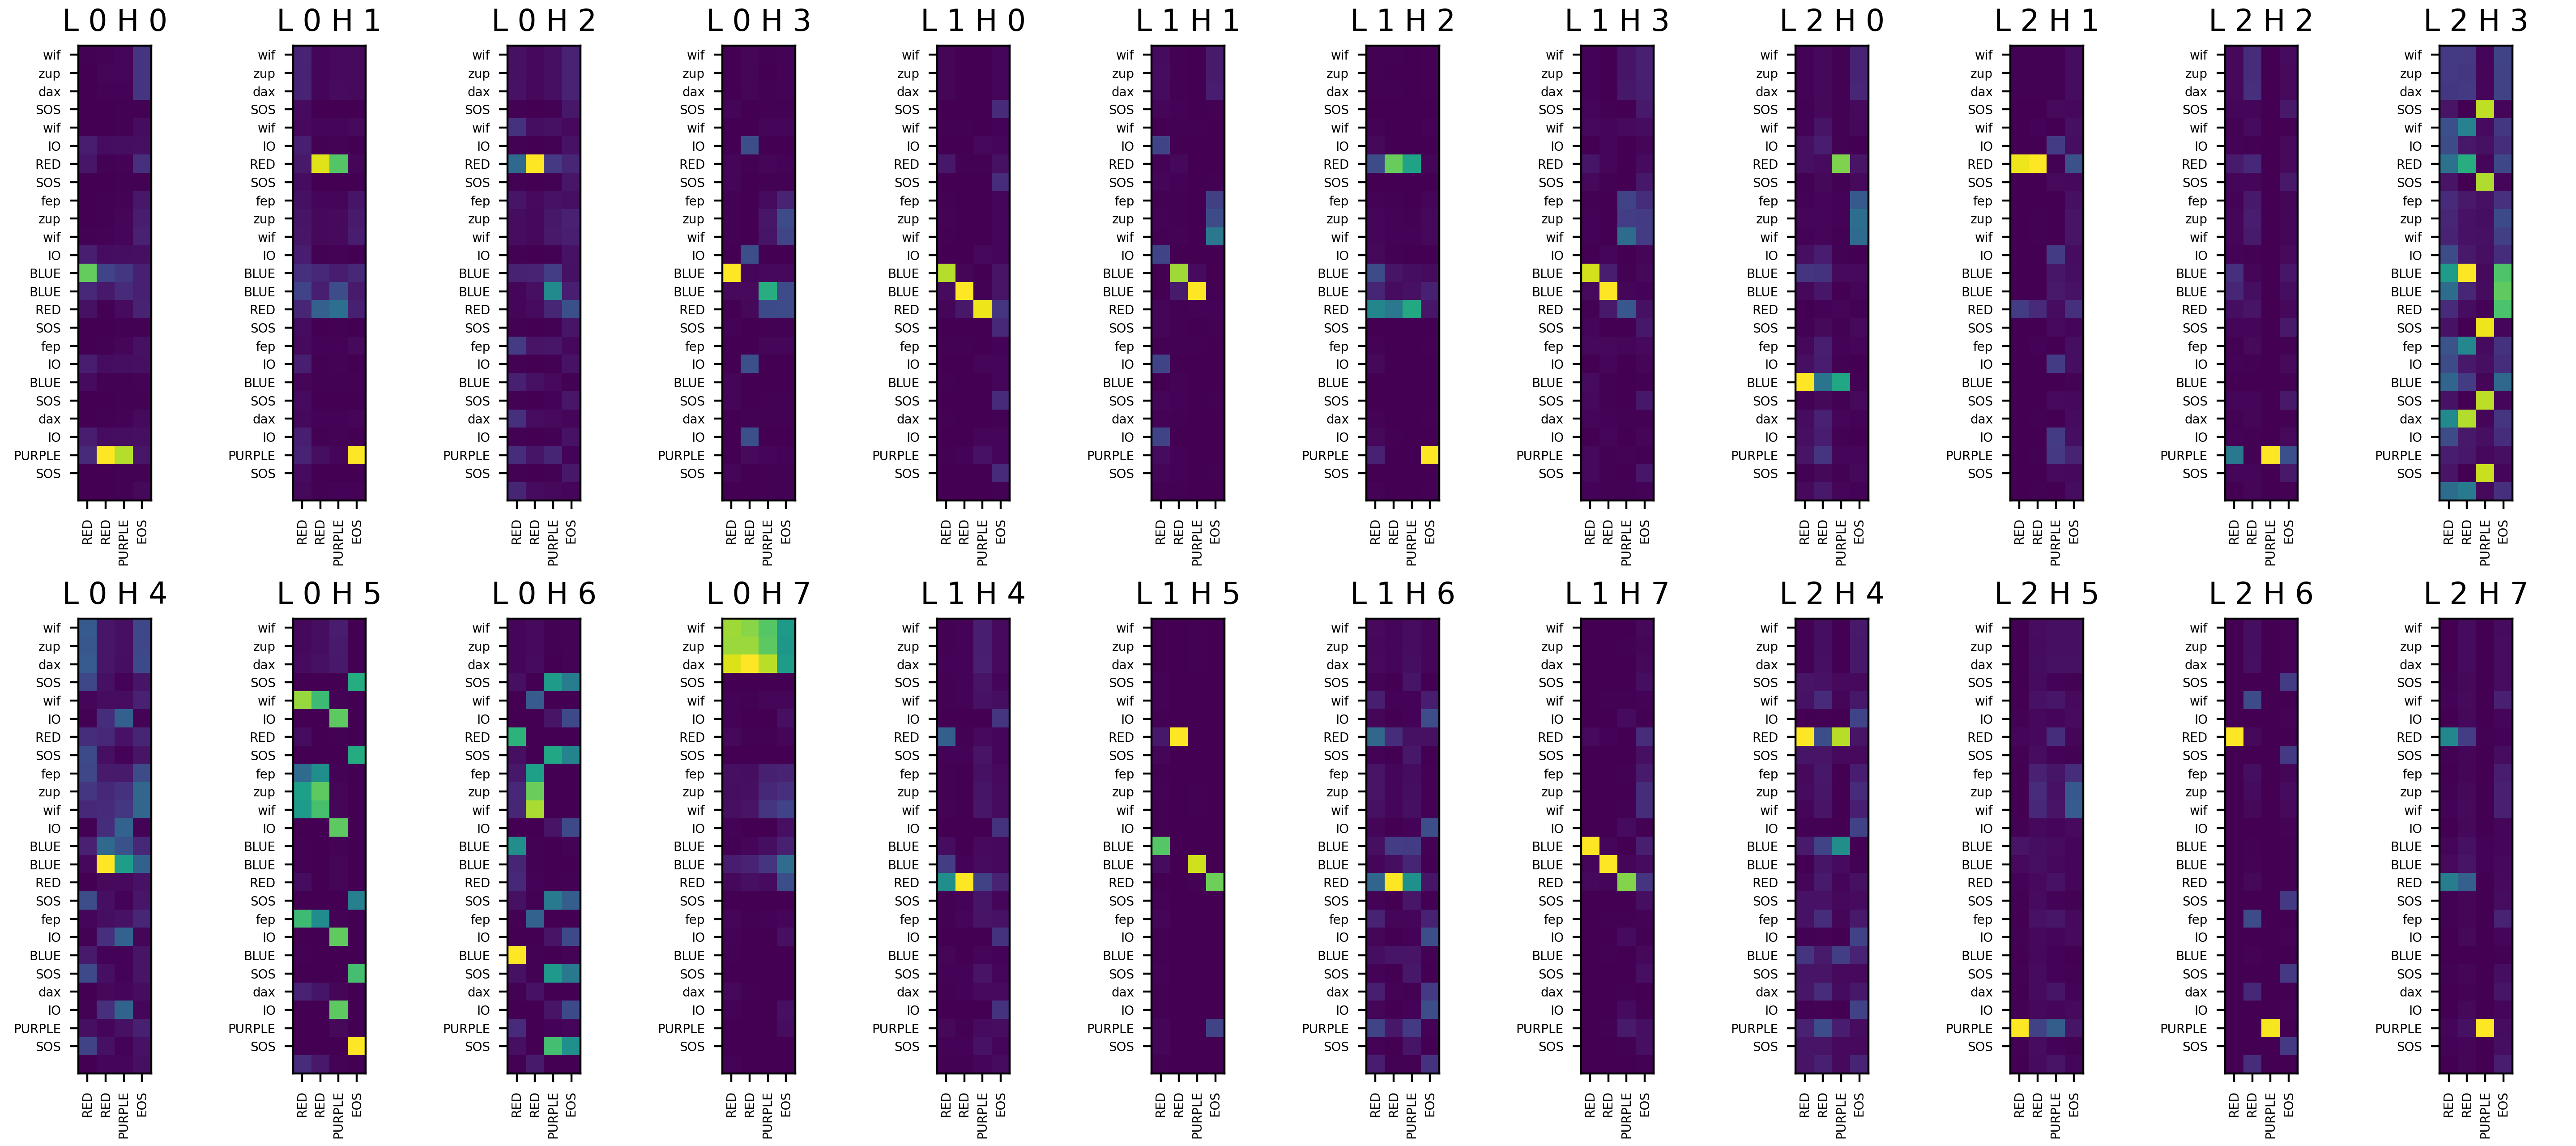 L 0 H 0 L 0 H 1 L 0 H 2 L 0 H 3 L 1 H 0 L 1 H 1 L 1 H 2 L 1 H 3 L 2 H 0 L 2 H 1 L 2 H 2 L 2 H 3
wif wif wif wif wif wif wif wif wif wif wif wif
zup zup zup zup zup zup zup zup zup zup zup zup
dax dax dax dax dax dax dax dax dax dax dax dax
SOS SOS SOS SOS SOS SOS SOS SOS SOS SOS SOS SOS
wif wif wif wif wif wif wif wif wif wif wif wif
IO IO IO IO IO IO IO IO IO IO IO IO
RED RED RED RED RED RED RED RED RED RED RED RED
SOS SOS SOS SOS SOS SOS SOS SOS SOS SOS SOS SOS
fep fep fep fep fep fep fep fep fep fep fep fep
zup zup zup zup zup zup zup zup zup zup zup zup
wif wif wif wif wif wif wif wif wif wif wif wif
IO IO IO IO IO IO IO IO IO IO IO IO
BLUE BLUE BLUE BLUE BLUE BLUE BLUE BLUE BLUE BLUE BLUE BLUE
BLUE BLUE BLUE BLUE BLUE BLUE BLUE BLUE BLUE BLUE BLUE BLUE
RED RED RED RED RED RED RED RED RED RED RED RED
SOS SOS SOS SOS SOS SOS SOS SOS SOS SOS SOS SOS
fep fep fep fep fep fep fep fep fep fep fep fep
IO IO IO IO IO IO IO IO IO IO IO IO
BLUE BLUE BLUE BLUE BLUE BLUE BLUE BLUE BLUE BLUE BLUE BLUE
SOS SOS SOS SOS SOS SOS SOS SOS SOS SOS SOS SOS
dax dax dax dax dax dax dax dax dax dax dax dax
IO IO IO IO IO IO IO IO IO IO IO IO
PURPLE PURPLE PURPLE PURPLE PURPLE PURPLE PURPLE PURPLE PURPLE PURPLE PURPLE PURPLE
SOS SOS SOS SOS SOS SOS SOS SOS SOS SOS SOS SOS
RED RED PURPLE EOS RED RED PURPLE EOS RED RED PURPLE EOS RED RED PURPLE EOS RED RED PURPLE EOS RED RED PURPLE EOS RED RED PURPLE EOS RED RED PURPLE EOS RED RED PURPLE EOS RED RED PURPLE EOS RED RED PURPLE EOS RED RED PURPLE EOS
L 0 H 4 L 0 H 5 L 0 H 6 L 0 H 7 L 1 H 4 L 1 H 5 L 1 H 6 L 1 H 7 L 2 H 4 L 2 H 5 L 2 H 6 L 2 H 7
wif wif wif wif wif wif wif wif wif wif wif wif
zup zup zup zup zup zup zup zup zup zup zup zup
dax dax dax dax dax dax dax dax dax dax dax dax
SOS SOS SOS SOS SOS SOS SOS SOS SOS SOS SOS SOS
wif wif wif wif wif wif wif wif wif wif wif wif
IO IO IO IO IO IO IO IO IO IO IO IO
RED RED RED RED RED RED RED RED RED RED RED RED
SOS SOS SOS SOS SOS SOS SOS SOS SOS SOS SOS SOS
fep fep fep fep fep fep fep fep fep fep fep fep
zup zup zup zup zup zup zup zup zup zup zup zup
wif wif wif wif wif wif wif wif wif wif wif wif
IO IO IO IO IO IO IO IO IO IO IO IO
BLUE BLUE BLUE BLUE BLUE BLUE BLUE BLUE BLUE BLUE BLUE BLUE
BLUE BLUE BLUE BLUE BLUE BLUE BLUE BLUE BLUE BLUE BLUE BLUE
RED RED RED RED RED RED RED RED RED RED RED RED
SOS SOS SOS SOS SOS SOS SOS SOS SOS SOS SOS SOS
fep fep fep fep fep fep fep fep fep fep fep fep
IO IO IO IO IO IO IO IO IO IO IO IO
BLUE BLUE BLUE BLUE BLUE BLUE BLUE BLUE BLUE BLUE BLUE BLUE
SOS SOS SOS SOS SOS SOS SOS SOS SOS SOS SOS SOS
dax dax dax dax dax dax dax dax dax dax dax dax
IO IO IO IO IO IO IO IO IO IO IO IO
PURPLE PURPLE PURPLE PURPLE PURPLE PURPLE PURPLE PURPLE PURPLE PURPLE PURPLE PURPLE
SOS SOS SOS SOS SOS SOS SOS SOS SOS SOS SOS SOS
RED RED PURPLE EOS RED RED PURPLE EOS RED RED PURPLE EOS RED RED PURPLE EOS RED RED PURPLE EOS RED RED PURPLE EOS RED RED PURPLE EOS RED RED PURPLE EOS RED RED PURPLE EOS RED RED PURPLE EOS RED RED PURPLE EOS RED RED PURPLE EOS